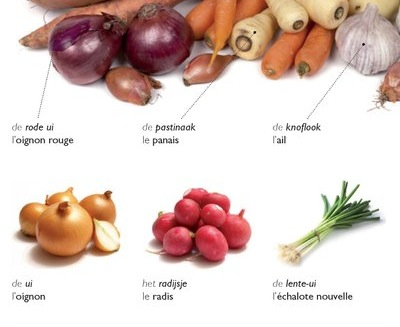 de rode ui
l'oignon rouge
de pastinaak
le panais
de knoflook
l'ail
de ui
l'oignon
het radijsje
le radis
de lente-ui
l'échalote nouvelle